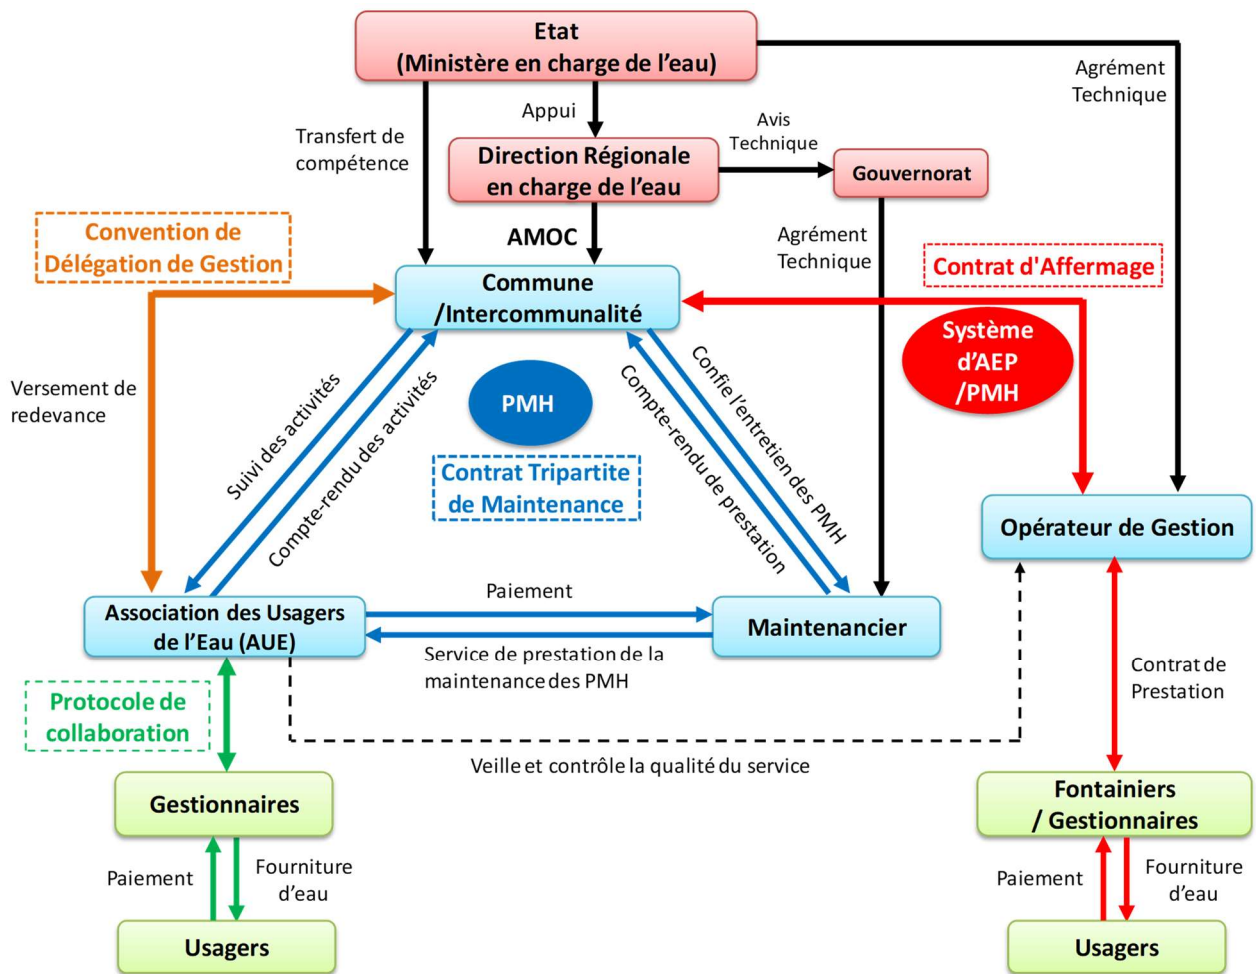 Etat
(Ministère en charge de l'eau)
Agrément
Technique
Appui
Transfert de
compétence
Avis
Technique
Direction Régionale
en charge de l'eau
Gouvernorat
AMOC
Agrément
Technique
Convention de
Délégation de Gestion
Contrat d'Affermage
Commune
/Intercommunalité
Système
d'AEP
/PMH
Versement de
redevance
Suivi des activités
Compte-rendu des activités
PMH
Contrat Tripartite
de Maintenance
Confie l'entretien des PMH
Compte-rendu de prestation
Opérateur de Gestion
Association des Usagers
de l'Eau (AUE)
Paiement
Maintenancier
Service de prestation de la
maintenance des PMH
Contrat de
Prestation
Protocole de
collaboration
Veille et contrôle la qualité du service
Gestionnaires
Fontainiers
/ Gestionnaires
Paiement
Fourniture
d'eau
Paiement
Fourniture
d'eau
Usagers
Usagers